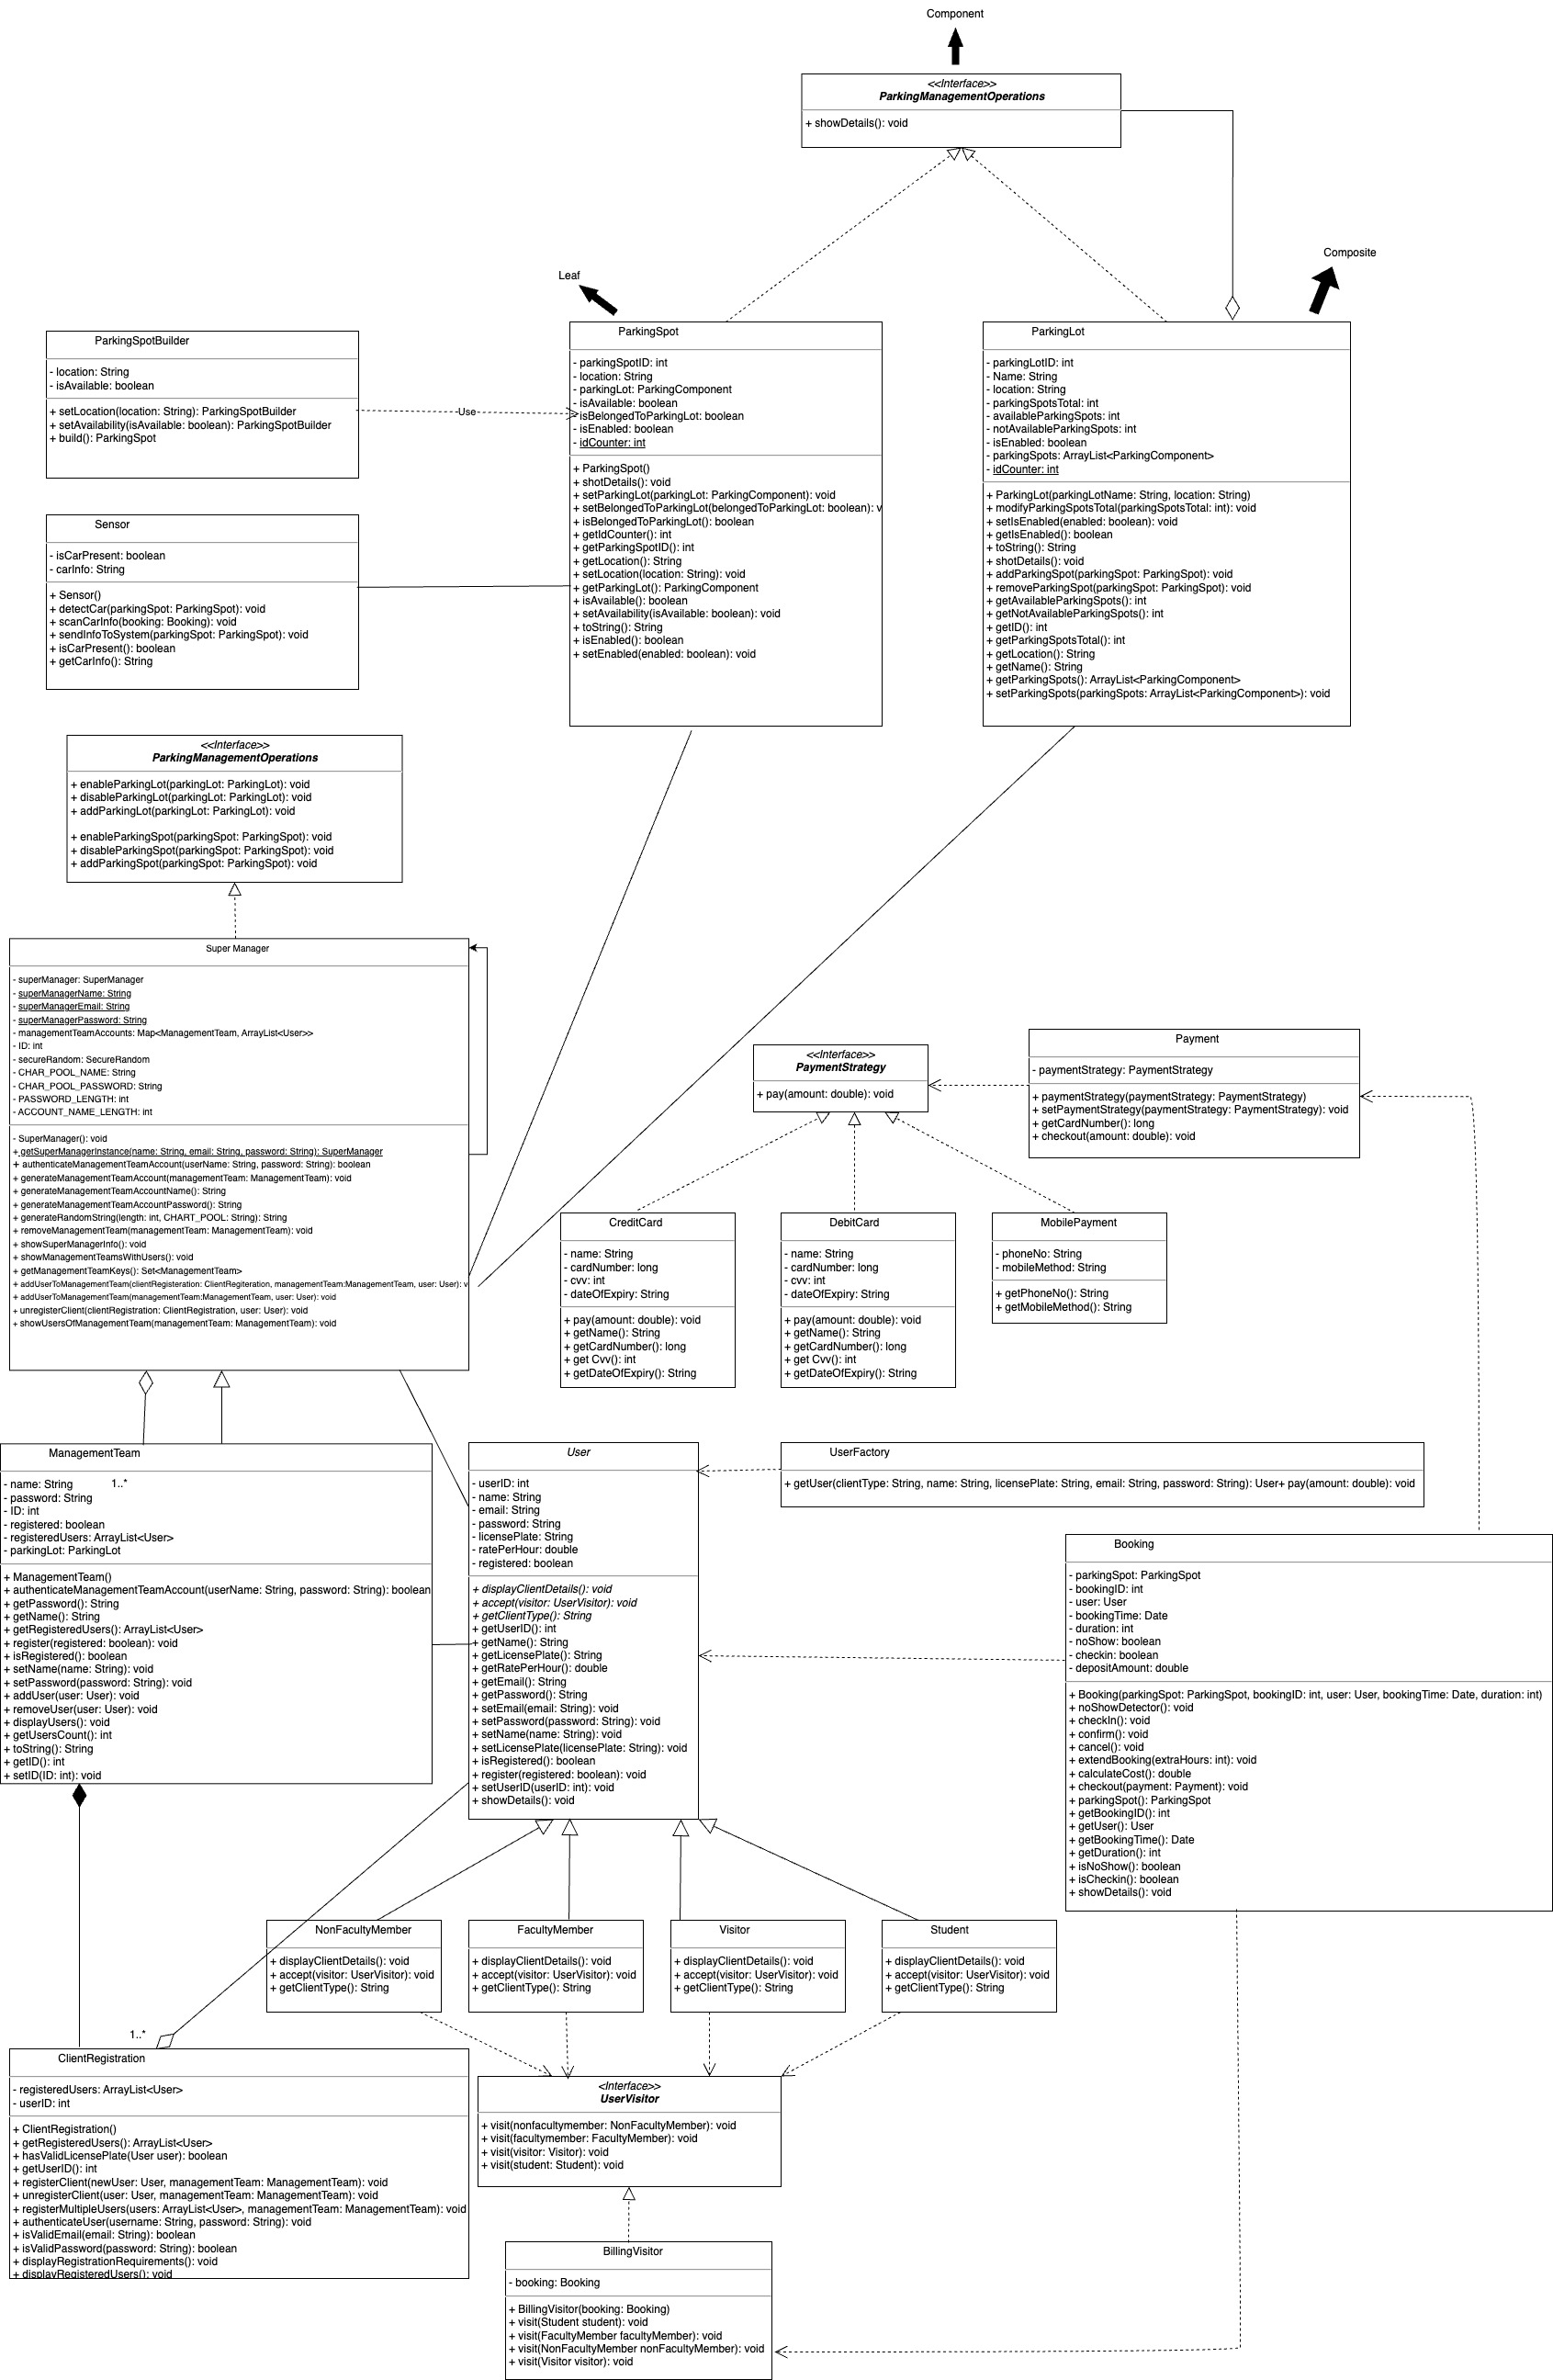 Component
<<Interface>>
ParkingManagementOperations
+ showDetails(): void
Composite
Leaf
ParkingSpotBuilder
- location: String
- isAvailable: boolean
+ setLocation(location: String): ParkingSpotBuilder
+ setAvailability(isAvailable: boolean): ParkingSpotBuilder
+ build(): ParkingSpot
Use
ParkingSpot
- parkingSpotID: int
- location: String
- parkingLot: ParkingComponent
- isAvailable: boolean
isBelongedToParkingLot: boolean
- isEnabled: boolean
- idCounter: int
+ ParkingSpot()
+ shotDetails(): void
+ setParkingLot(parkingLot: ParkingComponent): void
+ setBelongedToParkingLot(belongedToParkingLot: boolean): v
+ isBelongedToParkingLot(): boolean
+ getIdCounter(): int
+ getParkingSpotID(): int
+ getLocation(): String
+ setLocation(location: String): void
+ getParkingLot(): ParkingComponent
+ isAvailable(): boolean
+ setAvailability(isAvailable: boolean): void
+ toString(): String
+ isEnabled(): boolean
+ setEnabled(enabled: boolean): void
ParkingLot
- parkingLotID: int
- Name: String
- location: String
- parkingSpotsTotal: int
- availableParkingSpots: int
- notAvailableParkingSpots: int
- isEnabled: boolean
- parkingSpots: ArrayList<ParkingComponent>
- idCounter: int
+ ParkingLot(parkingLotName: String, location: String)
+ modifyParkingSpotsTotal(parkingSpotsTotal: int): void
+ setIsEnabled(enabled: boolean): void
+ getIsEnabled(): boolean
+ toString(): String
+ shotDetails(): void
+ addParkingSpot(parkingSpot: ParkingSpot): void
+ removeParkingSpot(parkingSpot: ParkingSpot): void
+ getAvailableParkingSpots(): int
+ getNotAvailableParkingSpots(): int
+ getID(): int
+ getParkingSpotsTotal(): int
+ getLocation(): String
+ getName(): String
+ getParkingSpots(): ArrayList<ParkingComponent>
+ setParkingSpots(parkingSpots: ArrayList<ParkingComponent>): void
Sensor
- isCarPresent: boolean
- carInfo: String
+ Sensor()
+ detectCar(parkingSpot: ParkingSpot): void
+ scanCarInfo(booking: Booking): void
+ sendInfoToSystem(parkingSpot: ParkingSpot): void
+ isCarPresent(): boolean
+ getCarInfo(): String
<<Interface>>
ParkingManagementOperations
+ enableParkingLot(parkingLot: ParkingLot): void
+ disableParkingLot(parkingLot: ParkingLot): void
+ addParkingLot(parkingLot: ParkingLot): void
+ enableParkingSpot(parkingSpot: ParkingSpot): void
+ disableParkingSpot(parkingSpot: ParkingSpot): void
+ addParkingSpot(parkingSpot: ParkingSpot): void
Super Manager
- superManager: SuperManager
- superManagerName: String
- superManagerEmail: String
- superManagerPassword: String
- managementTeamAccounts: Map<ManagementTeam, ArrayList<User>>
- ID: int
- secureRandom: SecureRandom
- CHAR_POOL_NAME: String
- CHAR_POOL_PASSWORD: String
- PASSWORD_LENGTH: int
- ACCOUNT_NAME_LENGTH: int
- SuperManager(): void
+ getSuperManagerInstance(name: String, email: String, password: String): SuperManager
+ authenticateManagementTeamAccount(userName: String, password: String): boolean
+ generateManagementTeamAccount(managementTeam: ManagementTeam): void
+ generateManagementTeamAccountName(): String
+ generateManagementTeamAccountPassword(): String
+ generateRandomString(length: int, CHART_POOL: String): String
+ removeManagementTeam(managementTeam: ManagementTeam): void
+ showSuperManagerInfo(): void
+ showManagementTeamsWithUsers(): void
+ getManagementTeamKeys(): Set<ManagementTeam>
+ addUserToManagementTeam(clientRegisteration: ClientRegiteration, managementTeam:ManagementTeam, user: User): v
+ addUserToManagementTeam(managementTeam:ManagementTeam, user: User): void
+ unregisterClient(clientRegistration: ClientRegistration, user: User): void
+ showUsersOfManagementTeam(managementTeam: ManagementTeam): void
<<Interface>>
PaymentStrategy
+ pay(amount: double): void
Payment
- paymentStrategy: PaymentStrategy
+ paymentStrategy(paymentStrategy: PaymentStrategy)
+ setPaymentStrategy(paymentStrategy: PaymentStrategy): void
+ getCardNumber(): long
+ checkout(amount: double): void
CreditCard
- name: String
- cardNumber: long
- cvv: int
- dateOfExpiry: String
+ pay(amount: double): void
+ getName(): String
+ getCardNumber(): long
+ get Cvv(): int
+ getDateOfExpiry(): String
DebitCard
- name: String
- cardNumber: long
- cvv: int
- dateOfExpiry: String
+ pay(amount: double): void
+ getName(): String
+ getCardNumber(): long
+ get Cvv(): int
+ getDateOfExpiry(): String
MobilePayment
- phoneNo: String
- mobileMethod: String
+ getPhoneNo(): String
+ getMobileMethod(): String
ManagementTeam
- name: String
1..*
- password: String
- ID: int
- registered: boolean
- registeredUsers: ArrayList<User>
- parkingLot: ParkingLot
+ ManagementTeam()
+ authenticateManagementTeamAccount(userName: String, password: String): boolean
+ getPassword(): String
+ getName(): String
+ getRegisteredUsers(): ArrayList<User>
+ register(registered: boolean): void
+ isRegistered(): boolean
+ setName(name: String): void
+ setPassword(password: String): void
+ addUser(user: User): void
+ removeUser(user: User): void
+ displayUsers(): void
+ getUsersCount(): int
+ toString(): String
+ getID(): int
+ setID(ID: int): void
User
- userID: int
- name: String
- email: String
- password: String
- licensePlate: String
- ratePerHour: double
- registered: boolean
+ displayClientDetails(): void
+ accept(visitor: UserVisitor): void
+ getClientType(): String
+ getUserID(): int
+ getName(): String
+ getLicensePlate(): String
+ getRatePerHour(): double
+ getEmail(): String
+ getPassword(): String
+ setEmail(email: String): void
+ setPassword(password: String): void
+ setName(name: String): void
+ setLicensePlate(licensePlate: String): void
+ isRegistered(): boolean
+ register(registered: boolean): void
+ setUserID(userID: int): void
+ showDetails(): void
UserFactory
+ getUser(clientType: String, name: String, licensePlate: String, email: String, password: String): User+ pay(amount: double): void
Booking
- parkingSpot: ParkingSpot
- bookingID: int
- user: User
- bookingTime: Date
- duration: int
- noShow: boolean
- checkin: boolean
- depositAmount: double
+ Booking(parkingSpot: ParkingSpot, bookingID: int, user: User, bookingTime: Date, duration: int)
+ noShowDetector(): void
+ checkIn(): void
+ confirm(): void
+ cancel(): void
+ extendBooking(extraHours: int): void
+ calculateCost(): double
+ checkout(payment: Payment): void
+ parkingSpot(): ParkingSpot
+ getBookingID(): int
+ getUser(): User
+ getBookingTime(): Date
+ getDuration(): int
+ isNoShow(): boolean
+ isCheckin(): boolean
+ showDetails(): void
NonFacultyMember
+ displayClientDetails(): void
+ accept(visitor: UserVisitor): void
+ getClientType(): String
FacultyMember
+ displayClientDetails(): void
+ accept(visitor: UserVisitor): void
+ getClientType(): String
Visitor
+ displayClientDetails(): void
+ accept(visitor: UserVisitor): void
+ getClientType(): String
Student
+ displayClientDetails(): void
+ accept(visitor: UserVisitor): void
+ getClientType(): String
1..*
ClientRegistration
- registeredUsers: ArrayList<User>
- userID: int
+ ClientRegistration()
+ getRegisteredUsers(): ArrayList<User>
+ hasValidLicensePlate(User user): boolean
+ getUserID(): int
+ registerClient(newUser: User, managementTeam: ManagementTeam): void
+ unregisterClient(user: User, managementTeam: ManagementTeam): void
+ registerMultipleUsers(users: ArrayList<User>, managementTeam: ManagementTeam): void
+ authenticateUser(username: String, password: String): void
+ isValidEmail(email: String): boolean
+ isValidPassword(password: String): boolean
+ displayRegistrationRequirements(): void
+ displayRegisteredUsers(): void
<Interface>>
UserVisitor
+ visit(nonfacultymember: NonFacultyMember): void
+ visit(facultymember: FacultyMember): void
+ visit(visitor: Visitor): void
+ visit(student: Student): void
BillingVisitor
- booking: Booking
+ BillingVisitor(booking: Booking)
+ visit(Student student): void
+ visit(FacultyMember facultyMember): void
+ visit(NonFacultyMember nonFacultyMember): void
+ visit(Visitor visitor): void